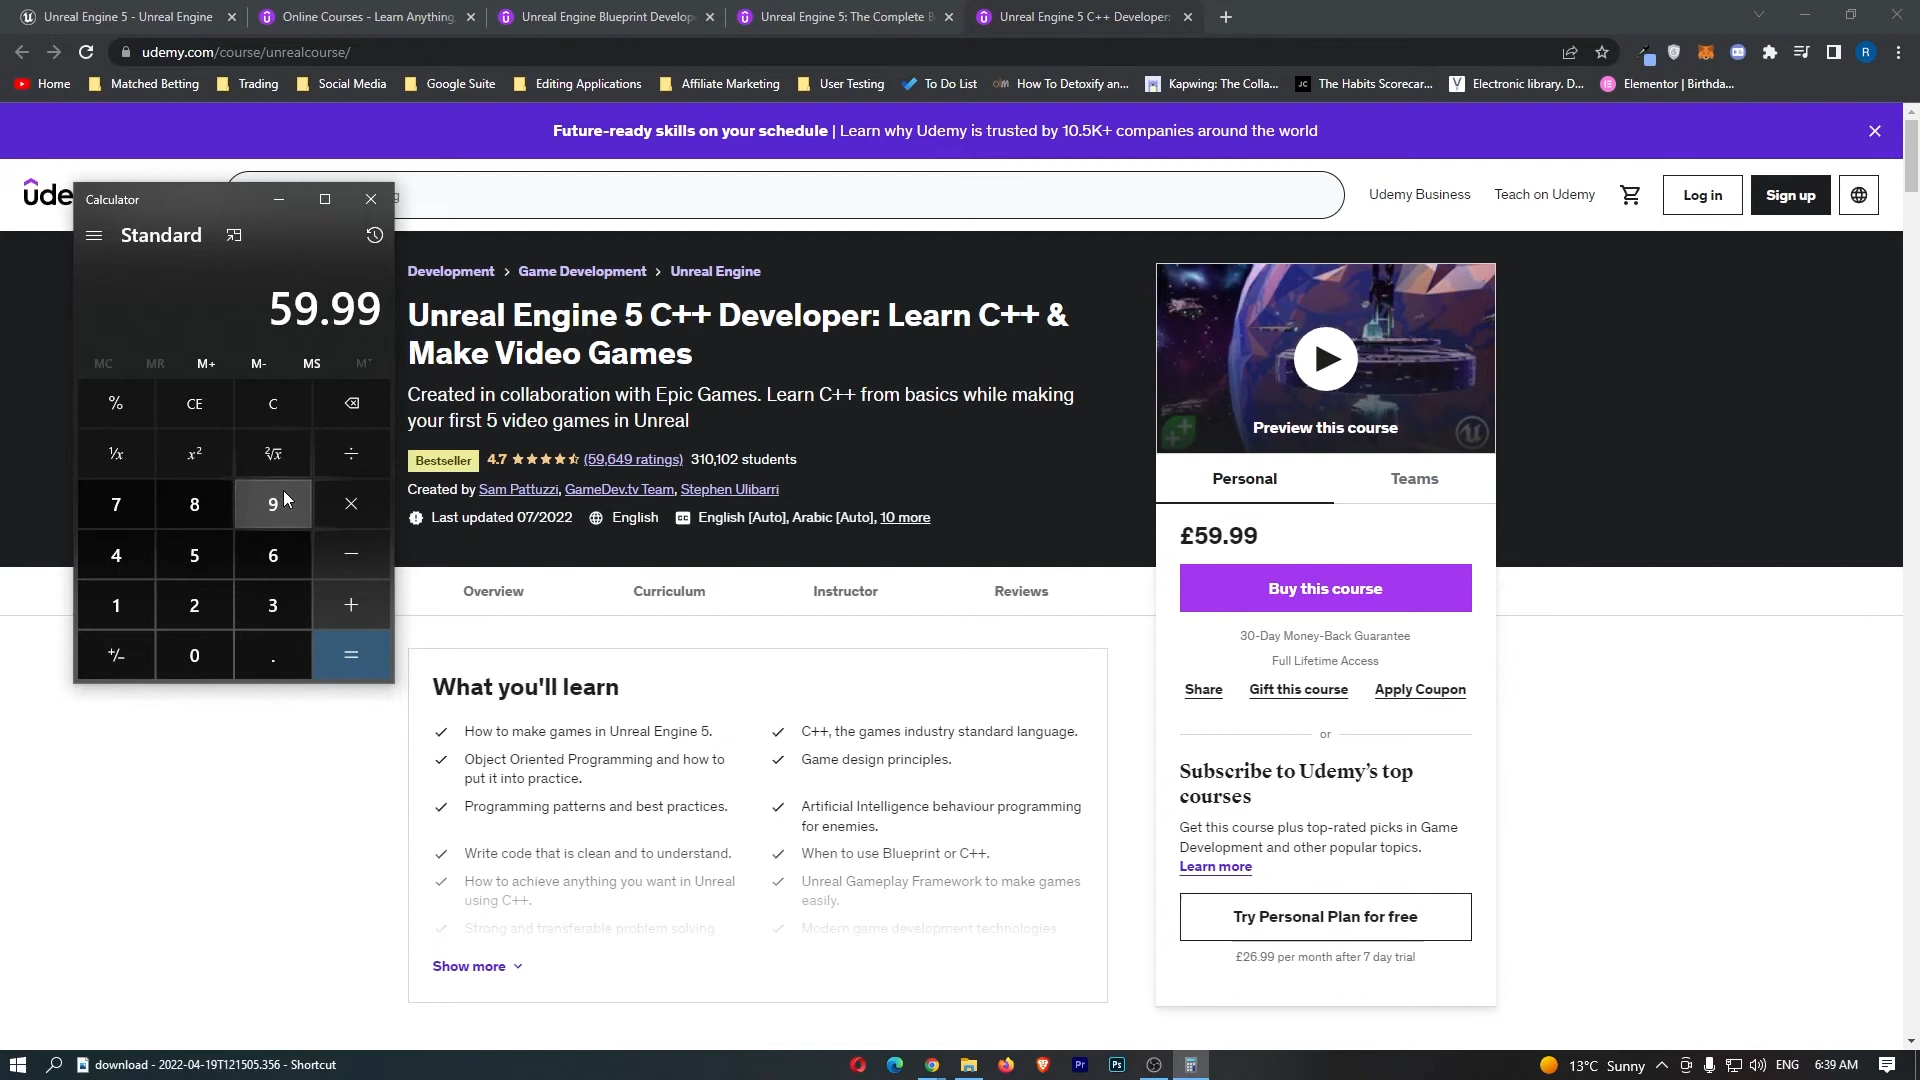 Unreal Engine 5 - Unreal Engine
Online Courses - Learn Anything,
Unreal Engine Blueprint Develop
Unreal Engine 5: The Complete B
Unreal Engine 5 C++ Developer:
udemy.com/course/unrealcourse/
R
Home
Matched Betting
Trading
Social Media
Google Suite
Editing Applications
Affiliate Marketing
User Testing
To Do List
How To Detoxify an...
Kapwing: The Colla...
JC
The Habits Scorecar...
Electronic library. D...
Elementor | Birthda...
Future-ready skills on your schedule | Learn why Udemy is trusted by 10.5K+ companies around the world
ûde
g
Udemy Business
Teach on Udemy
Log in
Sign up
Calculator
Standard
59.99
MC MR M+ M- MS M˅
% CE C
¹/x x² ²√x ÷
7 8 9 ×
4 5 6 −
1 2 3 +
+/− 0 . =
Development > Game Development > Unreal Engine
Unreal Engine 5 C++ Developer: Learn C++ &
Make Video Games
Created in collaboration with Epic Games. Learn C++ from basics while making
your first 5 video games in Unreal
Bestseller 4.7 (59,649 ratings) 310,102 students
Created by Sam Pattuzzi, GameDev.tv Team, Stephen Ulibarri
Last updated 07/2022 English English [Auto], Arabic [Auto], 10 more
Preview this course
Personal
Teams
£59.99
Buy this course
30-Day Money-Back Guarantee
Full Lifetime Access
Share
Gift this course
Apply Coupon
or
Subscribe to Udemy's top
courses
Get this course plus top-rated picks in Game
Development and other popular topics.
Learn more
Try Personal Plan for free
£26.99 per month after 7 day trial
Overview
Curriculum
Instructor
Reviews
What you'll learn
How to make games in Unreal Engine 5.
C++, the games industry standard language.
Object Oriented Programming and how to
put it into practice.
Game design principles.
Programming patterns and best practices.
Artificial Intelligence behaviour programming
for enemies.
Write code that is clean and to understand.
When to use Blueprint or C++.
How to achieve anything you want in Unreal
using C++.
Unreal Gameplay Framework to make games
easily.
Strong and transferable problem solving
Modern game development technologies
Show more
download - 2022-04-19T121505.356 - Shortcut
Pr
Ps
13°C Sunny
ENG
6:39 AM